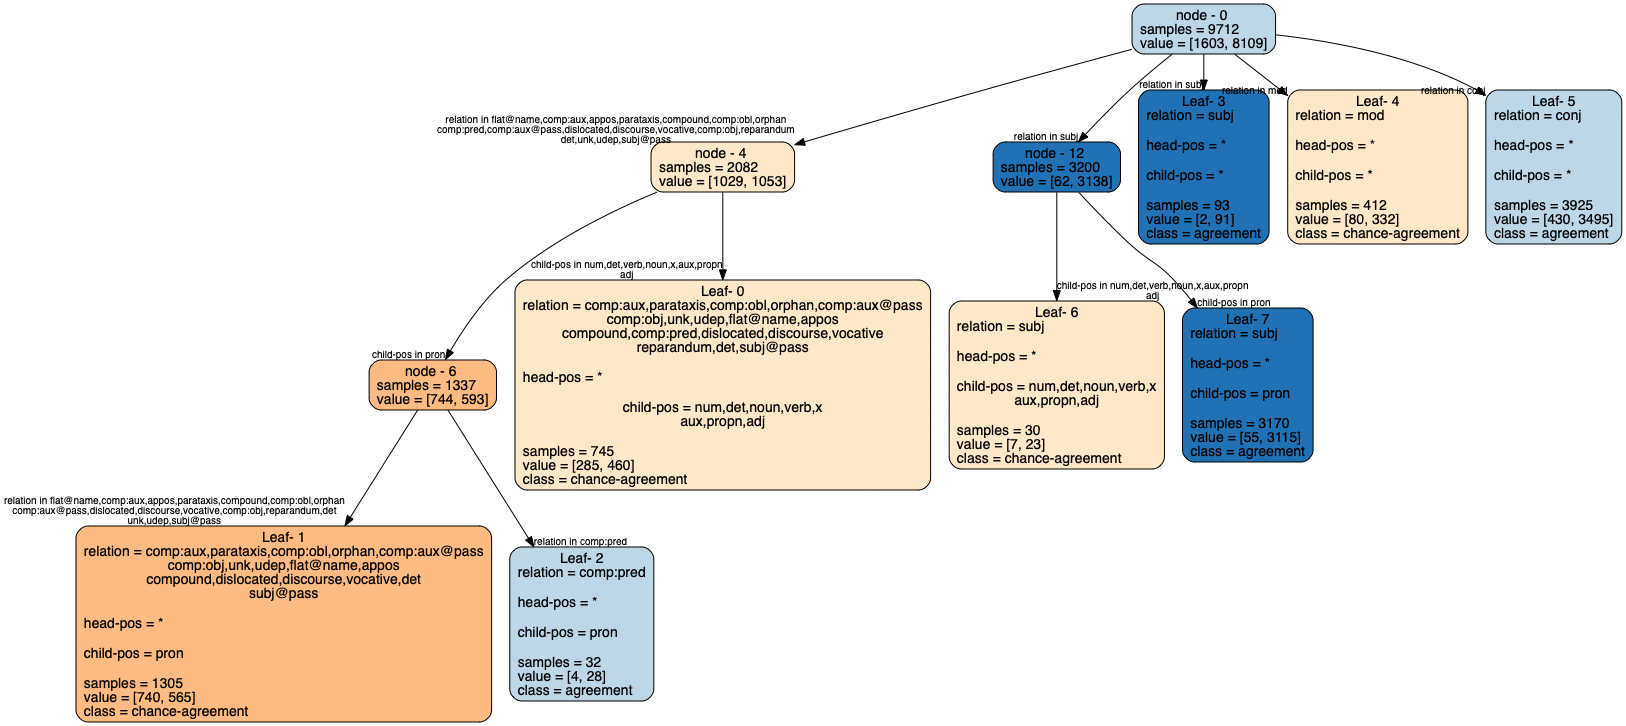 node - 0
samples = 9712
value = [1603, 8109]
relation in flat@name,comp:aux,appos,parataxis,compound,comp:obl,orphan
comp:pred,comp:aux@pass,dislocated,discourse,vocative,comp:obj,reparandum
det,unk,udep,subj@pass
node - 4
samples = 2082
value = [1029, 1053]
relation in subj
node - 12
samples = 3200
value = [62, 3138]
relation in subj
Leaf- 3
relation = subj
head-pos = *
child-pos = *
samples = 93
value = [2, 91]
class = agreement
relation in mod
Leaf- 4
relation = mod
head-pos = *
child-pos = *
samples = 412
value = [80, 332]
class = chance-agreement
relation in conj
Leaf- 5
relation = conj
head-pos = *
child-pos = *
samples = 3925
value = [430, 3495]
class = agreement
child-pos in pron
node - 6
samples = 1337
value = [744, 593]
child-pos in num,det,verb,noun,x,aux,propn
adj
Leaf- 0
relation = comp:aux,parataxis,comp:obl,orphan,comp:aux@pass
comp:obj,unk,udep,flat@name,appos
compound,comp:pred,dislocated,discourse,vocative
reparandum,det,subj@pass
head-pos = *
child-pos = num,det,noun,verb,x
aux,propn,adj
samples = 745
value = [285, 460]
class = chance-agreement
child-pos in num,det,verb,noun,x,aux,propn
adj
Leaf- 6
relation = subj
head-pos = *
child-pos = num,det,noun,verb,x
aux,propn,adj
samples = 30
value = [7, 23]
class = chance-agreement
child-pos in pron
Leaf- 7
relation = subj
head-pos = *
child-pos = pron
samples = 3170
value = [55, 3115]
class = agreement
relation in flat@name,comp:aux,appos,parataxis,compound,comp:obl,orphan
comp:aux@pass,dislocated,discourse,vocative,comp:obj,reparandum,det
unk,udep,subj@pass
Leaf- 1
relation = comp:aux,parataxis,comp:obl,orphan,comp:aux@pass
comp:obj,unk,udep,flat@name,appos
compound,dislocated,discourse,vocative,det
subj@pass
head-pos = *
child-pos = pron
samples = 1305
value = [740, 565]
class = chance-agreement
relation in comp:pred
Leaf- 2
relation = comp:pred
head-pos = *
child-pos = pron
samples = 32
value = [4, 28]
class = agreement